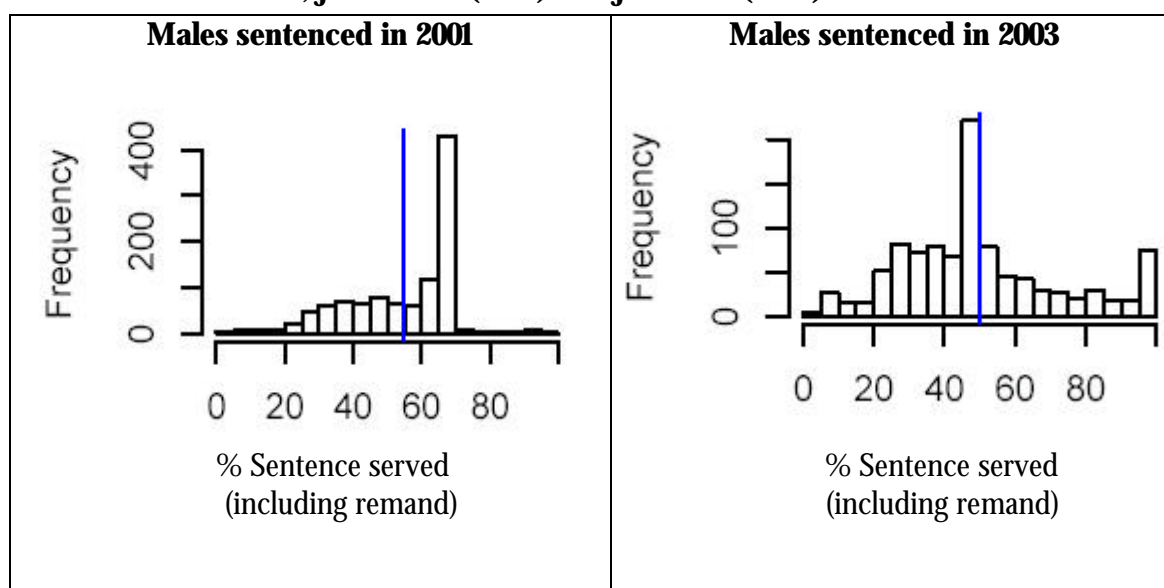 Males sentenced in 2001
Frequency
0 200 400
0 20 40 60 80
% Sentence served
(including remand)
Males sentenced in 2003
Frequency
0 100
0 20 40 60 80
% Sentence served
(including remand)